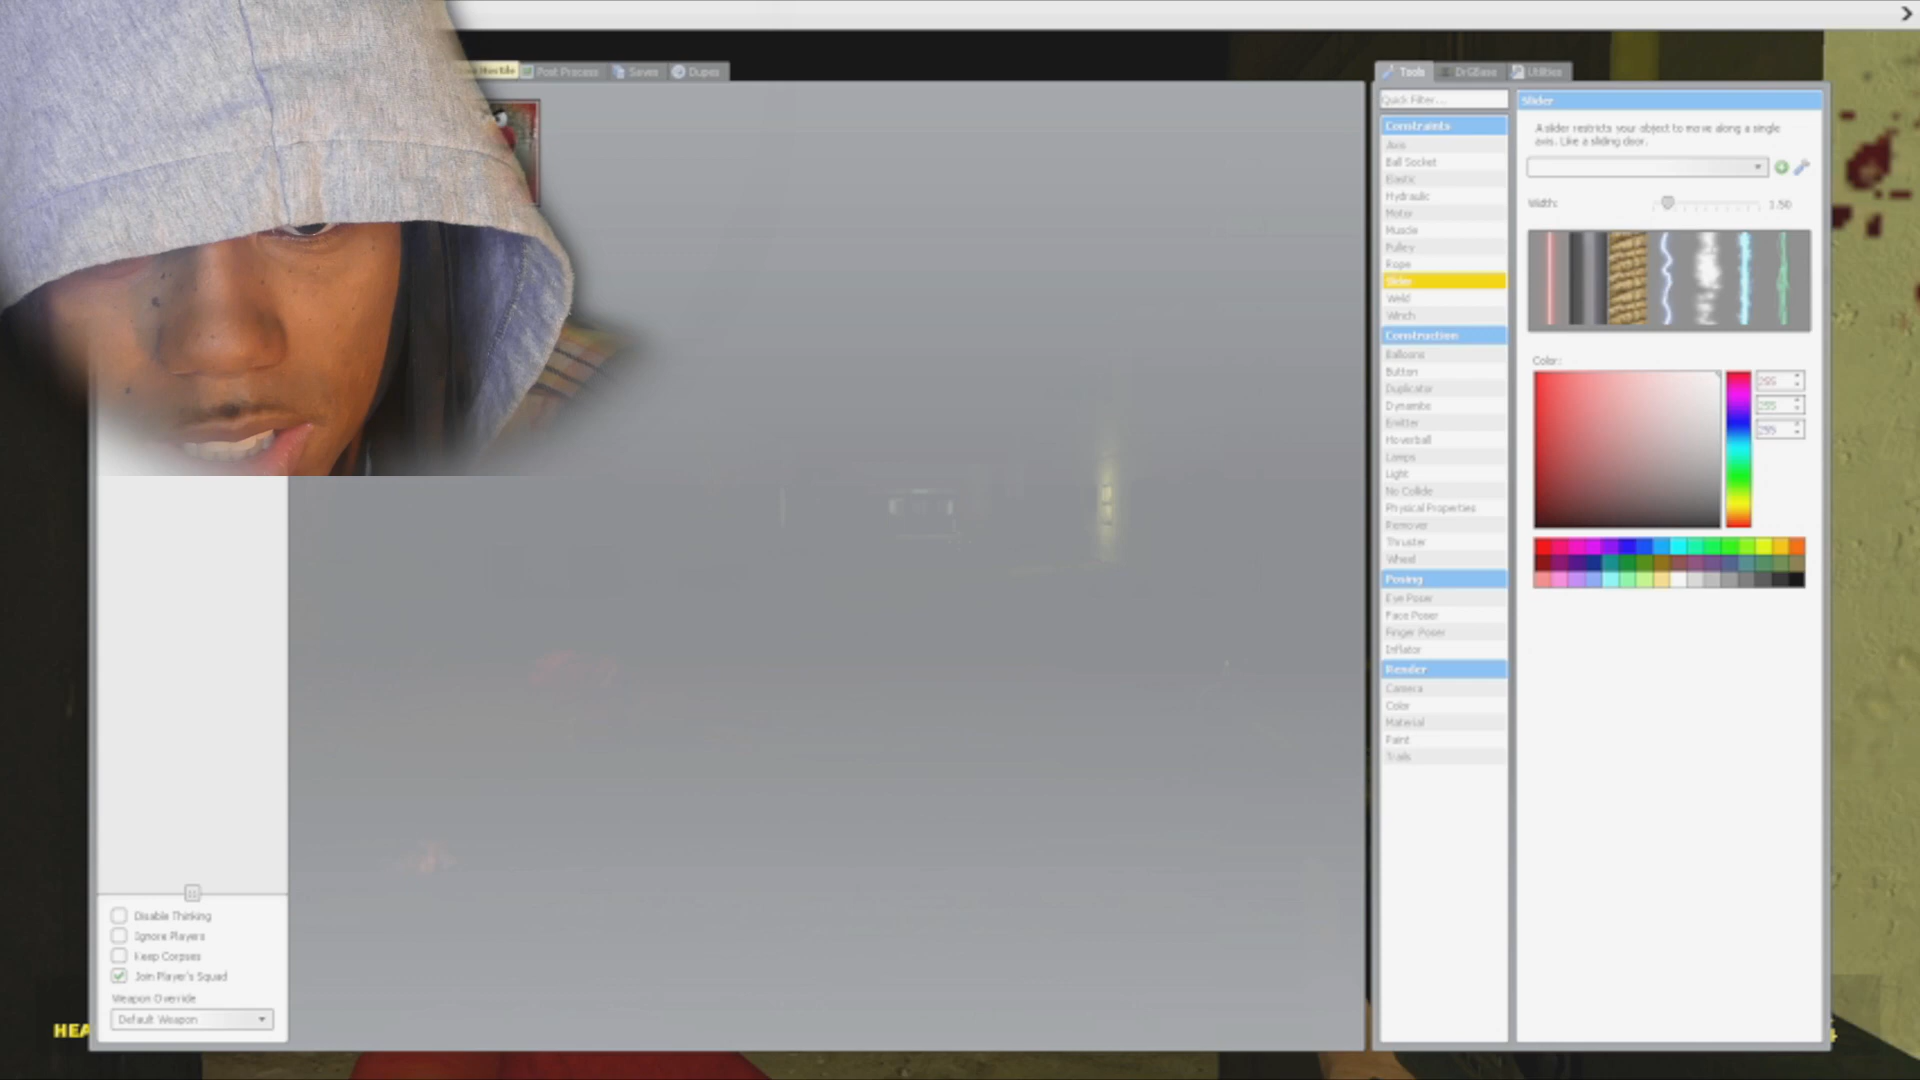 Hostile
Post Process
Saves
Dupes
Tools
DrGBase
Utilities
Quick Filter...
Constraints
Axis
Ball Socket
Elastic
Hydraulic
Motor
Muscle
Pulley
Rope
Slider
Weld
Winch
Construction
Balloons
Button
Duplicator
Dynamite
Emitter
Hoverball
Lamps
Light
No Collide
Physical Properties
Remover
Thruster
Wheel
Posing
Eye Poser
Face Poser
Finger Poser
Inflator
Render
Camera
Color
Material
Paint
Trails
Slider
A slider restricts your object to move along a single
axis. Like a sliding door.
Width:
1.50
Color:
255
255
255
Disable Thinking
Ignore Players
Keep Corpses
Join Player's Squad
Weapon Override
Default Weapon
HEA